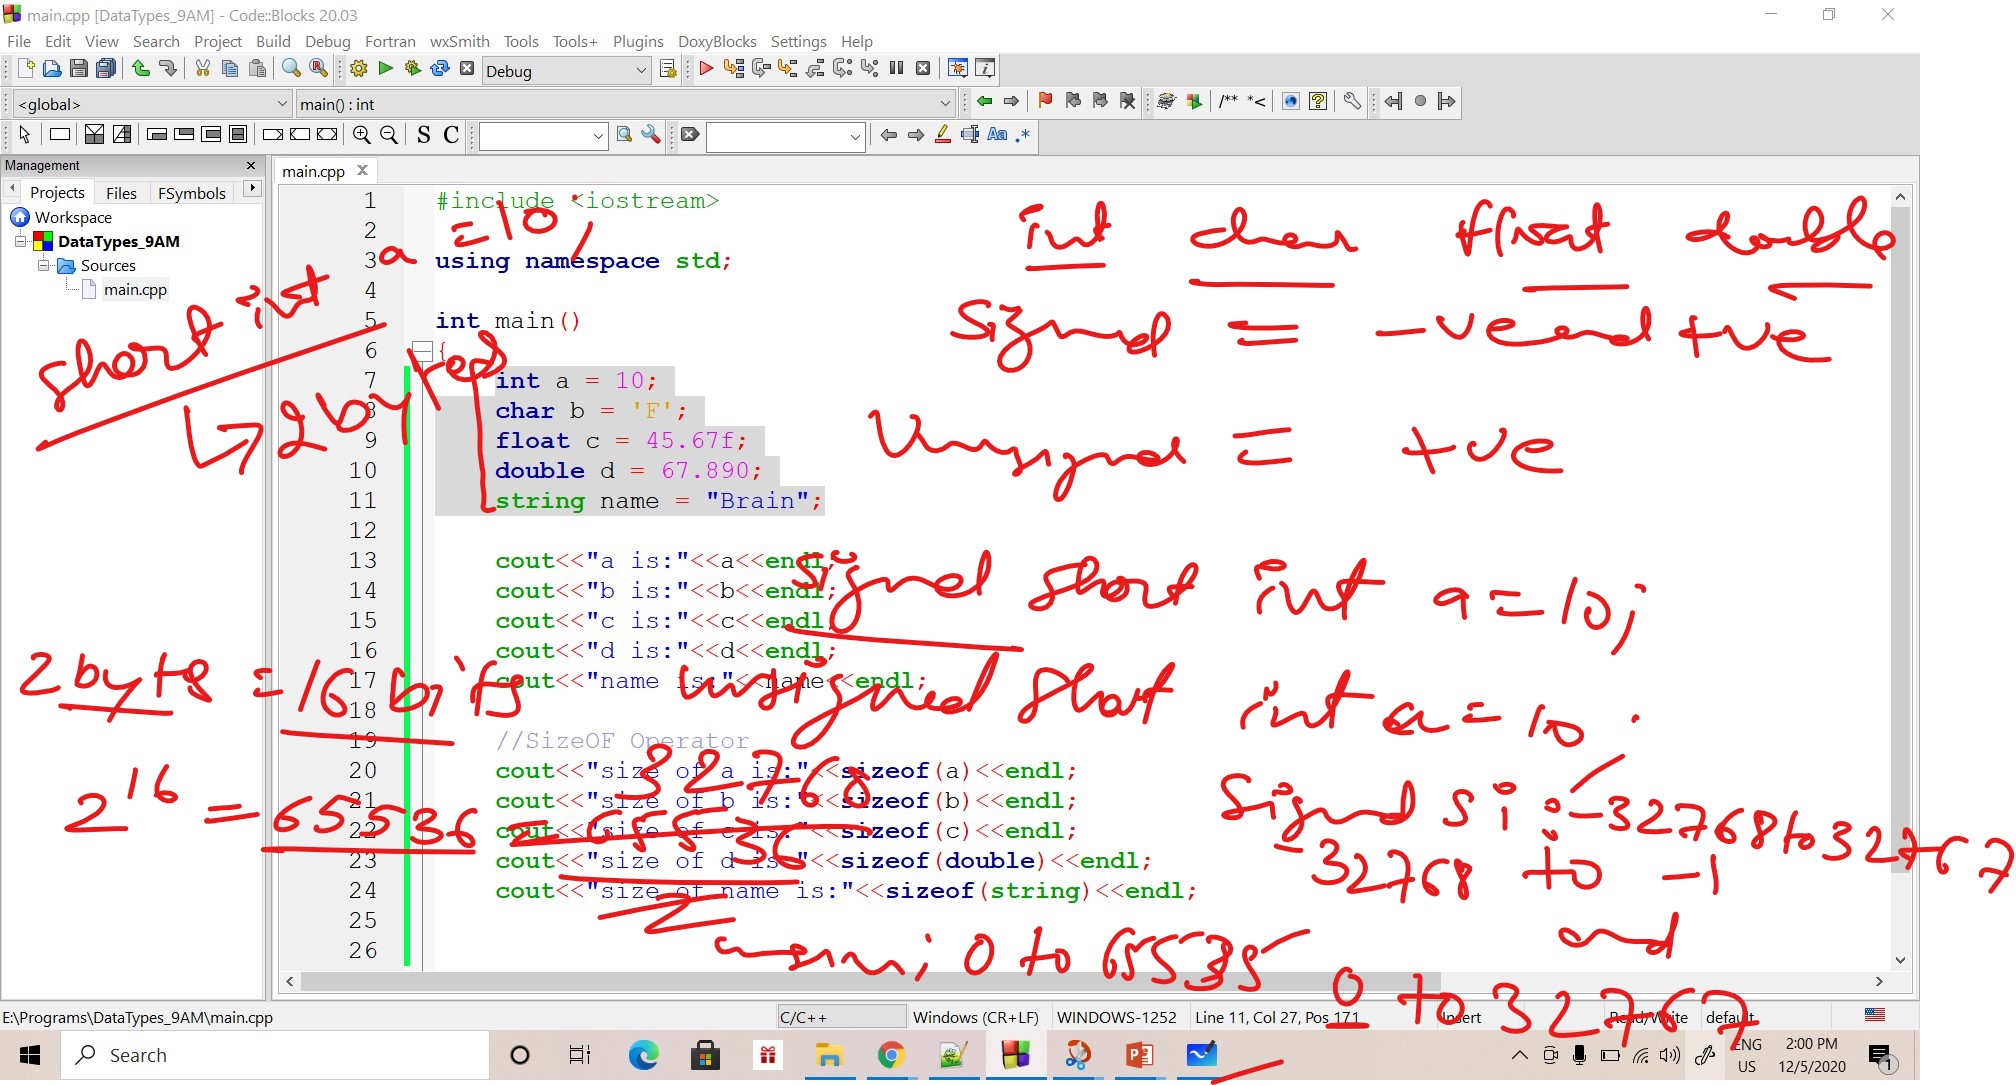 main.cpp [DataTypes_9AM] - Code::Blocks 20.03
File Edit View Search Project Build Debug Fortran wxSmith Tools Tools+ Plugins DoxyBlocks Settings Help
Debug
<global> main() : int
/** *<
S C Aa .*
Management
Projects Files FSymbols
main.cpp
Workspace
DataTypes_9AM
Sources
main.cpp
1 #include <iostream>
2
3 using namespace std;
4
5 int main()
6 {
7 int a = 10;
8 char b = 'F';
9 float c = 45.67f;
10 double d = 67.890;
11 string name = "Brain";
12
13 cout<<"a is:"<<a<<endl;
14 cout<<"b is:"<<b<<endl;
15 cout<<"c is:"<<c<<endl;
16 cout<<"d is:"<<d<<endl;
17 cout<<"name is:"<<name<<endl;
18
19 //SizeOF Operator
20 cout<<"size of a is:"<<sizeof(a)<<endl;
21 cout<<"size of b is:"<<sizeof(b)<<endl;
22 cout<<"size of c is:"<<sizeof(c)<<endl;
23 cout<<"size of d is:"<<sizeof(double)<<endl;
24 cout<<"size of name is:"<<sizeof(string)<<endl;
25
26
short int a =10;
2 bytes
int char float double
signed = -ve and +ve
unsigned = +ve
signed short int a=10;
unsigned short int a=10;
2 bytes = 16 bits
2^16 = 65536 = 65536
32768
signed si: -32768 to 32767
-32768 to -1
and
0 to 32767
0 to 65535
E:\Programs\DataTypes_9AM\main.cpp C/C++ Windows (CR+LF) WINDOWS-1252 Line 11, Col 27, Pos 171 Insert Read/Write default
Search
ENG
US
2:00 PM
12/5/2020
1